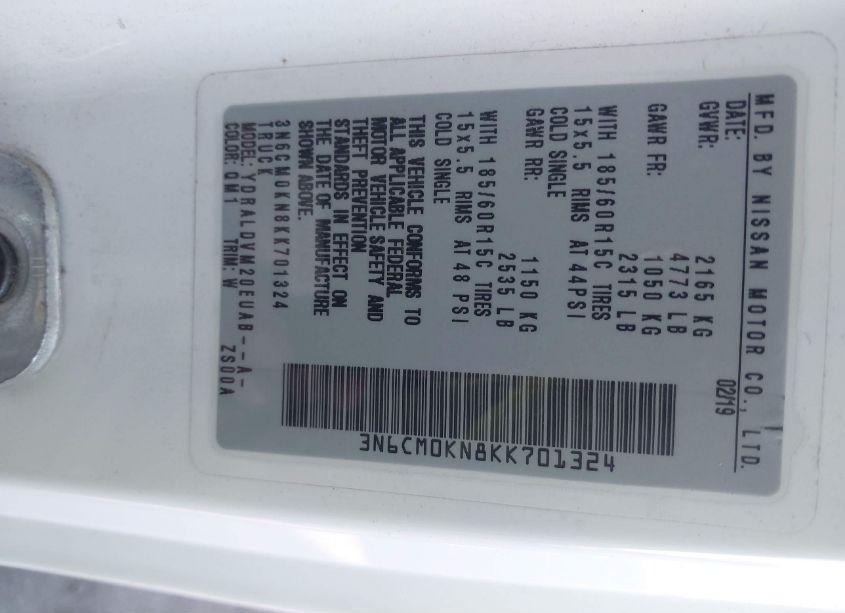 MFD. BY NISSAN MOTOR CO., LTD.
DATE: 02/19
GVWR: 2165 KG
4773 LB
GAWR FR: 1050 KG
2315 LB
WITH 185/60R15C TIRES
15x5.5 RIMS AT 44PSI
COLD SINGLE
GAWR RR: 1150 KG
2535 LB
WITH 185/60R15C TIRES
15x5.5 RIMS AT 48 PSI
COLD SINGLE
THIS VEHICLE CONFORMS TO
ALL APPLICABLE FEDERAL
MOTOR VEHICLE SAFETY AND
THEFT PREVENTION
STANDARDS IN EFFECT ON
THE DATE OF MANUFACTURE
SHOWN ABOVE.
3N6CM0KN8KK701324
TRUCK
MODEL: YDRALDVM20EUAB--A-
COLOR: QM1 TRIM: W ZS00A
3N6CM0KN8KK701324